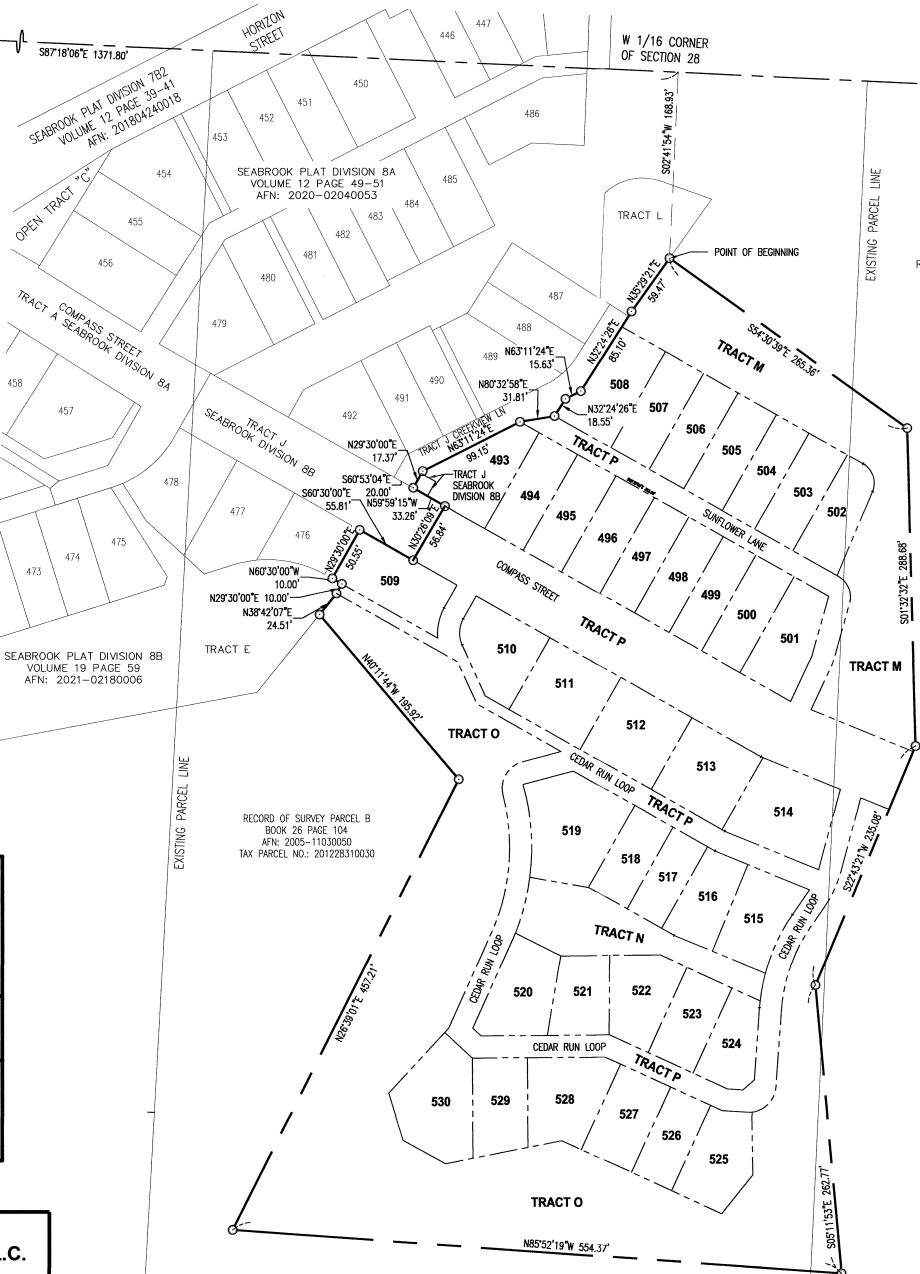 S87°18'06"E 1371.80'
HORIZON
STREET
446
447
W 1/16 CORNER
OF SECTION 28
SEABROOK PLAT DIVISION 7B2
VOLUME 12 PAGE 39-41
AFN: 201804240018
450
451
452
453
486
S02°41'54"W 168.93'
454
SEABROOK PLAT DIVISION 8A
VOLUME 12 PAGE 49-51
AFN: 2020-02040053
485
484
483
482
481
480
479
OPEN TRACT "C"
455
456
TRACT L
EXISTING PARCEL LINE
POINT OF BEGINNING
N35°29'21"E
59.47'
COMPASS STREET
TRACT A SEABROOK DIVISION 8A
487
488
489
490
491
492
S54°30'39"E 265.36'
TRACT M
N32°24'26"E
85.10'
N63°11'24"E
15.63'
N80°32'58"E
31.81'
N32°24'26"E
18.55'
458
457
TRACT J
SEABROOK DIVISION 8B
TRACT J CREEKVIEW LN
N63°11'24"E
99.15'
N29°30'00"E
17.37'
S60°53'04"E
20.00'
TRACT J
SEABROOK
DIVISION 8B
N59°59'15"W
33.26'
S60°30'00"E
55.81'
N30°26'09"E
56.84'
508
507
506
505
504
503
502
TRACT P
SUNFLOWER LANE
493
494
495
496
497
498
499
500
501
478
477
476
475
474
473
N29°30'00"E
50.55'
N60°30'00"W
10.00'
N29°30'00"E 10.00'
N38°42'07"E
24.51'
509
COMPASS STREET
TRACT P
S01°32'32"E 288.68'
TRACT M
SEABROOK PLAT DIVISION 8B
VOLUME 19 PAGE 59
AFN: 2021-02180006
TRACT E
N40°11'44"W 195.92'
510
511
512
513
514
TRACT O
CEDAR RUN LOOP
TRACT P
EXISTING PARCEL LINE
RECORD OF SURVEY PARCEL B
BOOK 26 PAGE 104
AFN: 2005-11030050
TAX PARCEL NO.: 201228310030
519
518
517
516
515
S22°43'21"W 235.08'
CEDAR RUN LOOP
TRACT N
CEDAR RUN LOOP
520
521
522
523
524
CEDAR RUN LOOP
TRACT P
N26°39'01"E 457.21'
530
529
528
527
526
525
TRACT O
S05°11'53"E 262.77'
N85°52'19"W 554.37'
L.C.